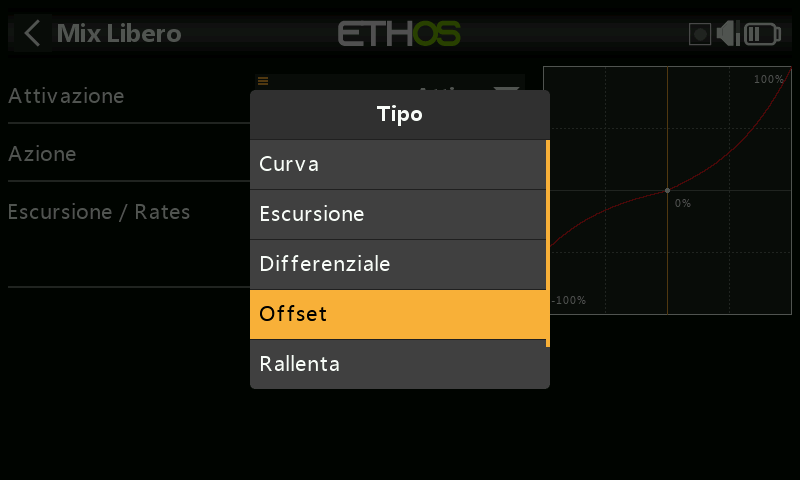 Mix Libero
ETHOS
Attivazione
Azione
Escursione / Rates
Tipo
Curva
Escursione
Differenziale
Offset
Rallenta
100%
0%
-100%